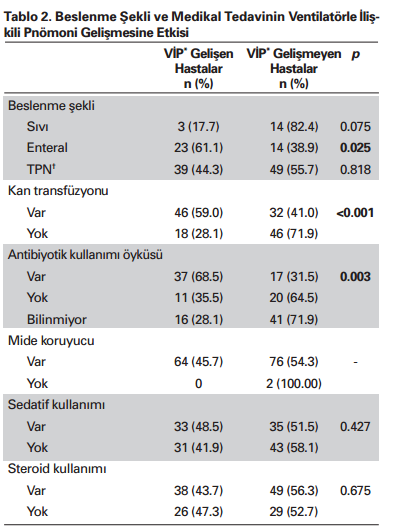 Tablo 2. Beslenme Şekli ve Medikal Tedavinin Ventilatörle İliş-
kili Pnömoni Gelişmesine Etkisi
VİP* Gelişen VİP* Gelişmeyen p
Hastalar Hastalar
n (%) n (%)
Beslenme şekli
Sıvı 3 (17.7) 14 (82.4) 0.075
Enteral 23 (61.1) 14 (38.9) 0.025
TPN† 39 (44.3) 49 (55.7) 0.818
Kan transfüzyonu
Var 46 (59.0) 32 (41.0) <0.001
Yok 18 (28.1) 46 (71.9)
Antibiyotik kullanımı öyküsü
Var 37 (68.5) 17 (31.5) 0.003
Yok 11 (35.5) 20 (64.5)
Bilinmiyor 16 (28.1) 41 (71.9)
Mide koruyucu
Var 64 (45.7) 76 (54.3) -
Yok 0 2 (100.00)
Sedatif kullanımı
Var 33 (48.5) 35 (51.5) 0.427
Yok 31 (41.9) 43 (58.1)
Steroid kullanımı
Var 38 (43.7) 49 (56.3) 0.675
Yok 26 (47.3) 29 (52.7)